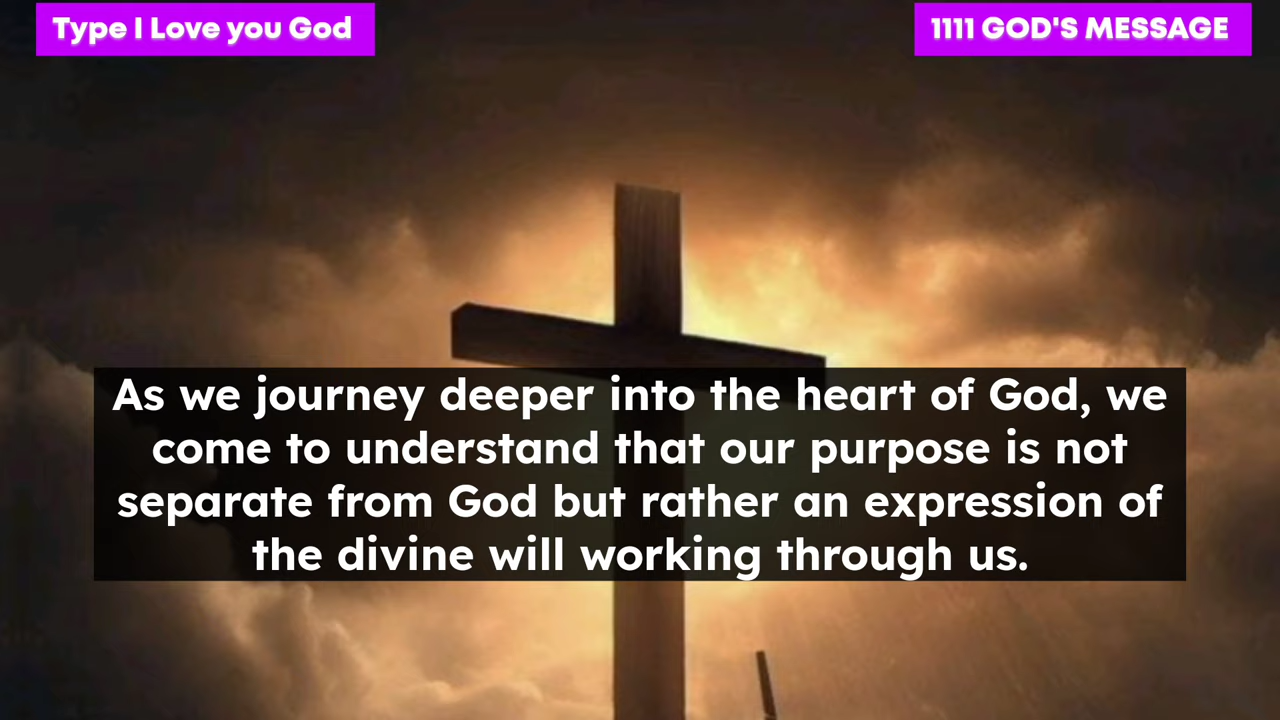 Type I Love you God
1111 GOD'S MESSAGE
As we journey deeper into the heart of God, we
come to understand that our purpose is not
separate from God but rather an expression of
the divine will working through us.